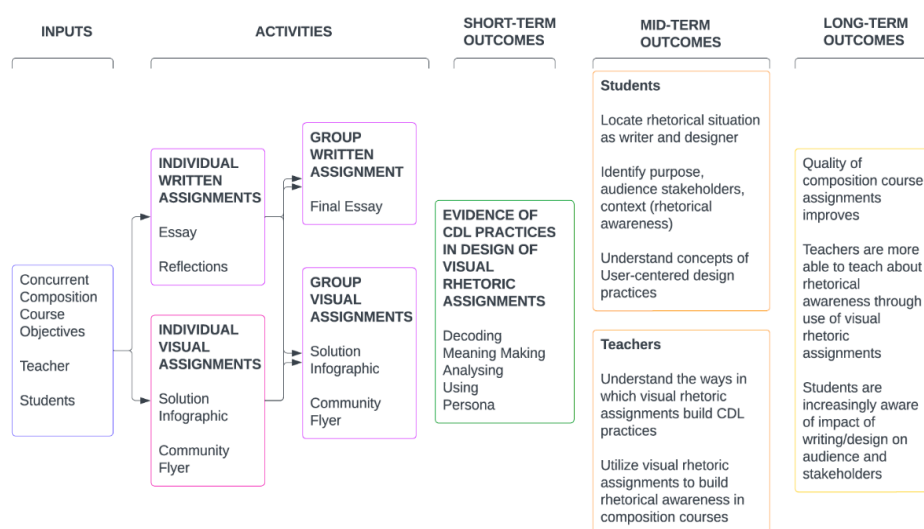 INPUTS
ACTIVITIES
SHORT-TERM
OUTCOMES
MID-TERM
OUTCOMES
LONG-TERM
OUTCOMES
Concurrent
Composition
Course
Objectives
Teacher
Students
INDIVIDUAL
WRITTEN
ASSIGNMENTS
Essay
Reflections
INDIVIDUAL
VISUAL
ASSIGNMENTS
Solution
Infographic
Community
Flyer
GROUP
WRITTEN
ASSIGNMENT
Final Essay
GROUP
VISUAL
ASSIGNMENTS
Solution
Infographic
Community
Flyer
EVIDENCE OF
CDL PRACTICES
IN DESIGN OF
VISUAL
RHETORIC
ASSIGNMENTS
Decoding
Meaning Making
Analysing
Using
Persona
Students
Locate rhetorical situation
as writer and designer
Identify purpose,
audience stakeholders,
context (rhetorical
awareness)
Understand concepts of
User-centered design
practices
Teachers
Understand the ways in
which visual rhetoric
assignments build CDL
practices
Utilize visual rhetoric
assignments to build
rhetorical awareness in
composition courses
Quality of
composition course
assignments
improves
Teachers are more
able to teach about
rhetorical
awareness through
use of visual
rhetoric
assignments
Students are
increasingly aware
of impact of
writing/design on
audience and
stakeholders